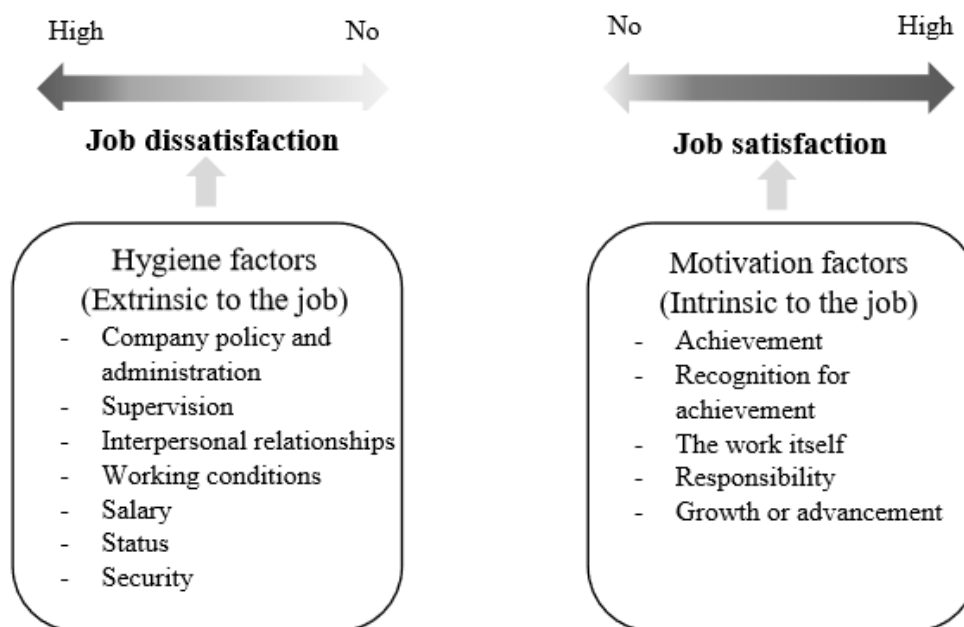 High No
Job dissatisfaction
Hygiene factors
(Extrinsic to the job)
- Company policy and
administration
- Supervision
- Interpersonal relationships
- Working conditions
- Salary
- Status
- Security
No High
Job satisfaction
Motivation factors
(Intrinsic to the job)
- Achievement
- Recognition for
achievement
- The work itself
- Responsibility
- Growth or advancement